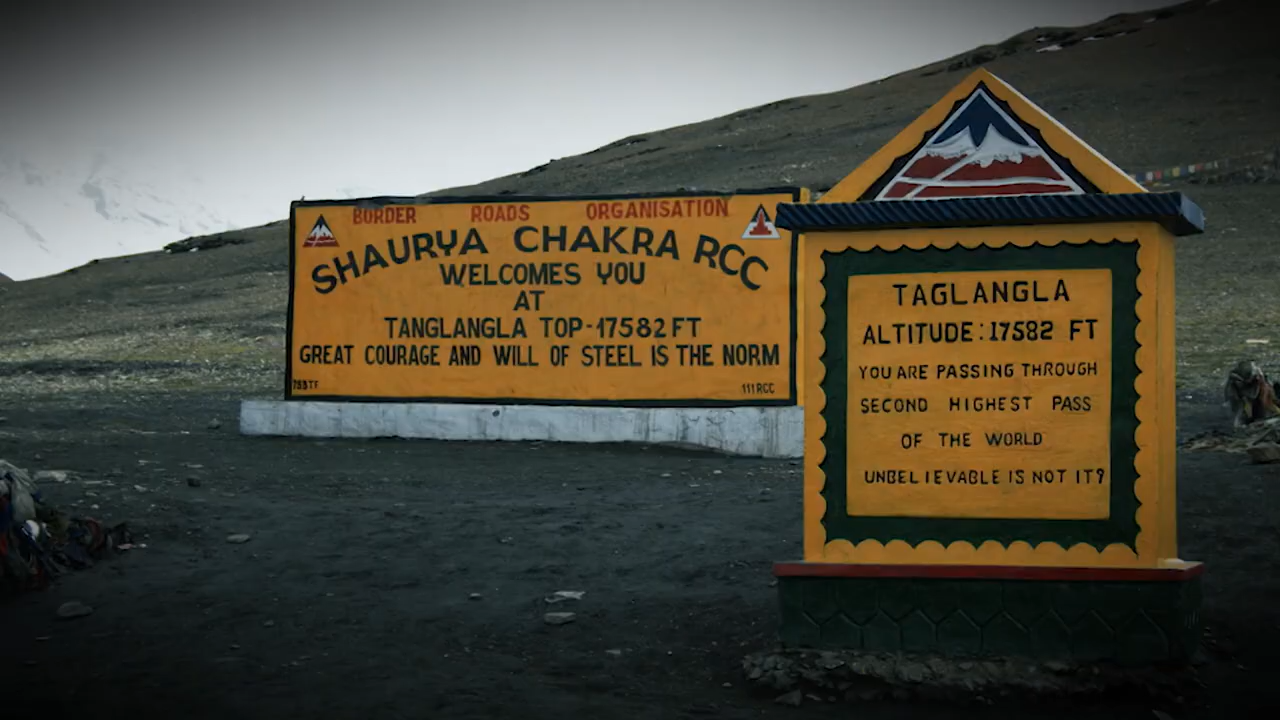 BORDER ROADS ORGANISATION
SHAURYA CHAKRA RCC
WELCOMES YOU
AT
TANGLANGLA TOP-17582 FT
GREAT COURAGE AND WILL OF STEEL IS THE NORM
753 TF 111 RCC
TAGLANGLA
ALTITUDE: 17582 FT
YOU ARE PASSING THROUGH
SECOND HIGHEST PASS
OF THE WORLD
UNBELIEVABLE IS NOT IT?